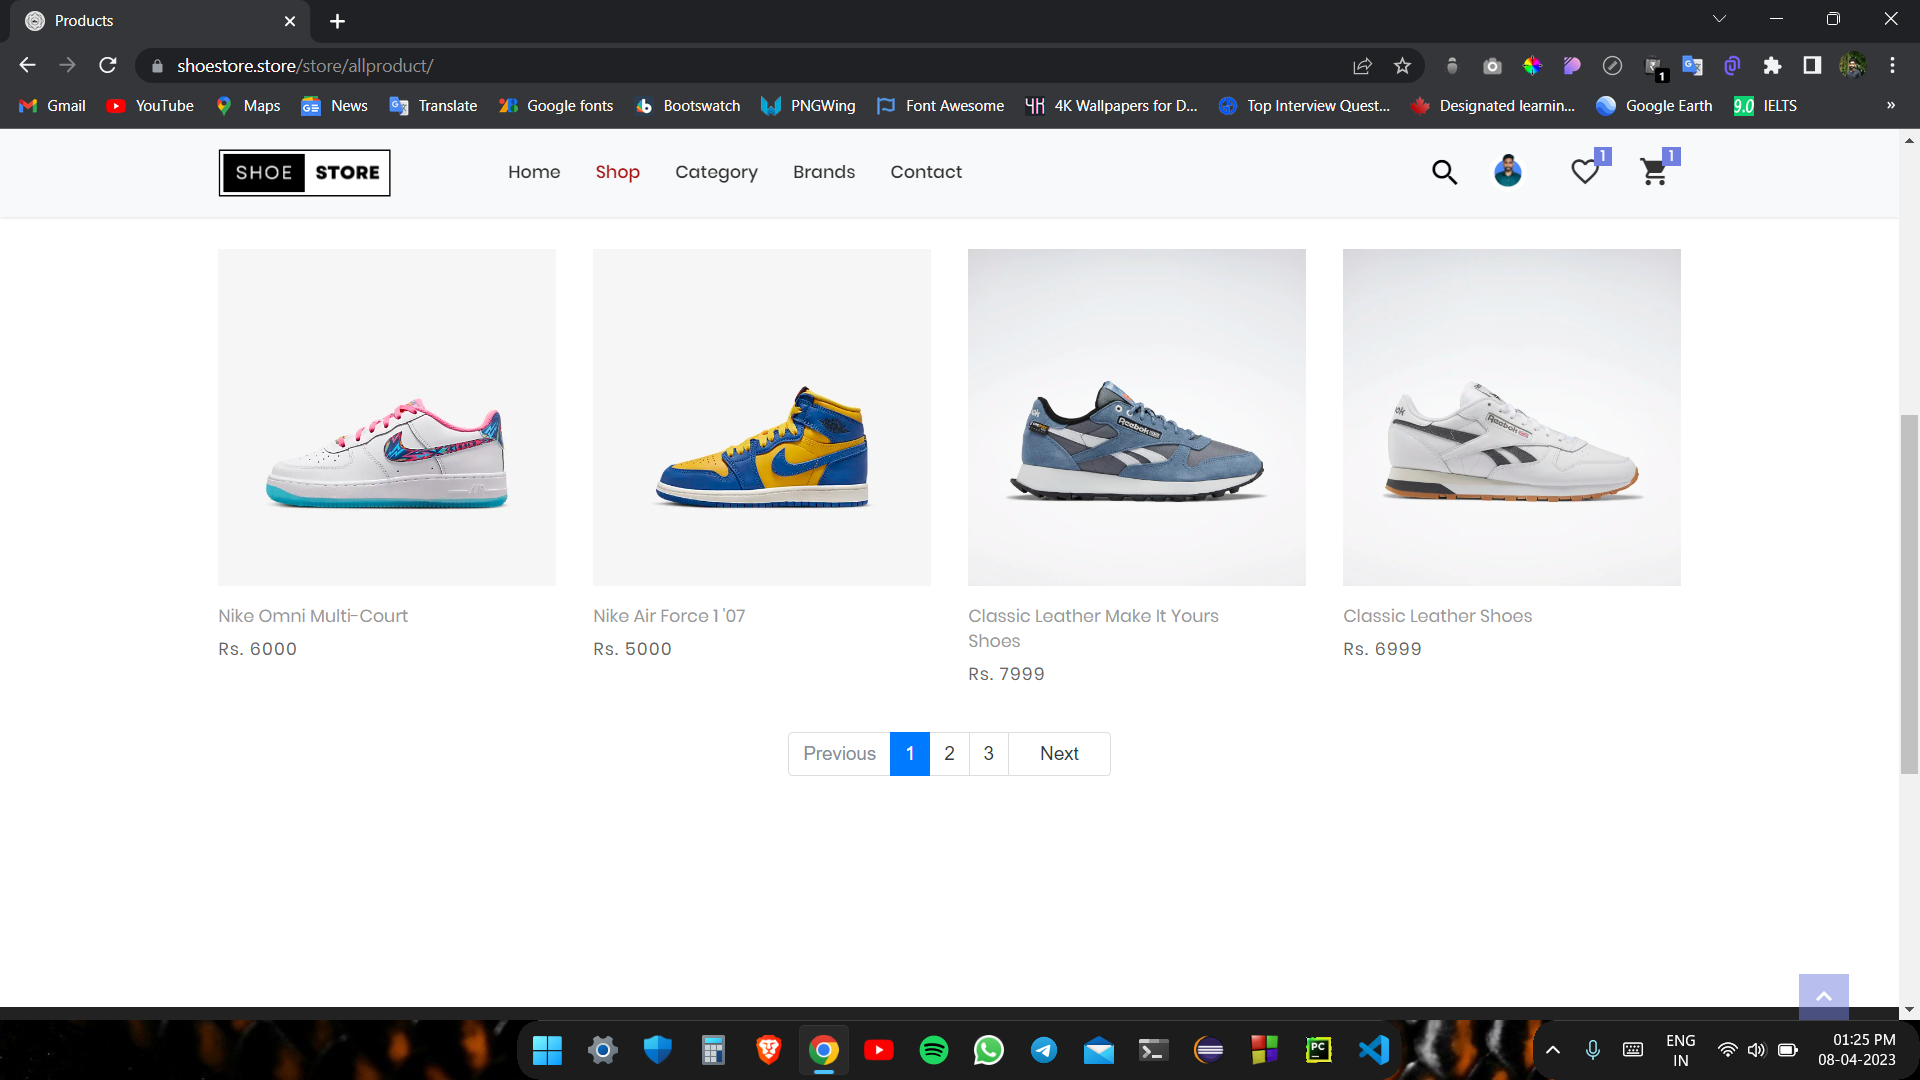 Products
shoestore.store/store/allproduct/
1
Gmail YouTube Maps News Translate Google fonts Bootswatch PNGWing Font Awesome 4K Wallpapers for D... Top Interview Quest... Designated learnin... Google Earth 9.0 IELTS »
SHOE STORE Home Shop Category Brands Contact 1 1
Reebok
Reebok
Nike Omni Multi-Court
Rs. 6000
Nike Air Force 1 '07
Rs. 5000
Classic Leather Make It Yours
Shoes
Rs. 7999
Classic Leather Shoes
Rs. 6999
Previous 1 2 3 Next
PC
ENG
IN
01:25 PM
08-04-2023